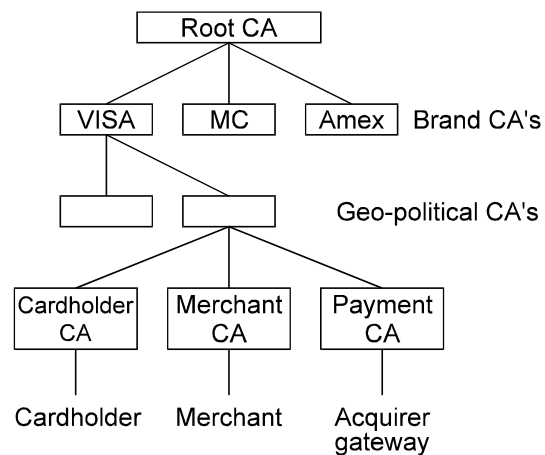 Root CA
VISA
MC
Amex
Brand CA's
Geo-political CA's
Cardholder
CA
Merchant
CA
Payment
CA
Cardholder
Merchant
Acquirer
gateway